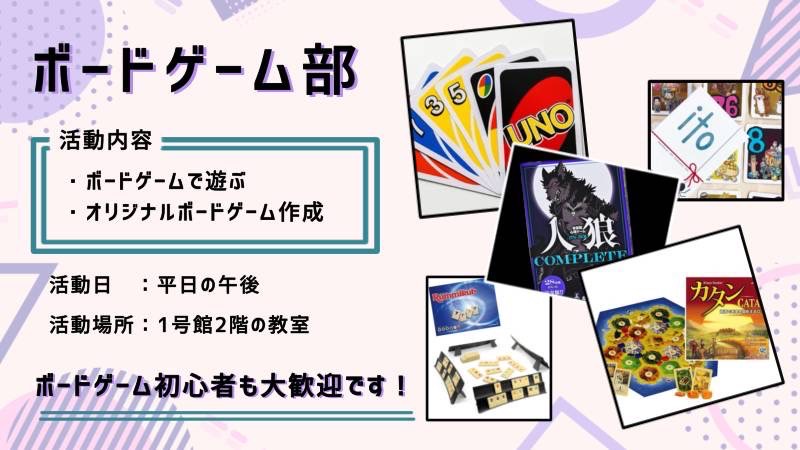 ボードゲーム部
活動内容
・ボードゲームで遊ぶ
・オリジナルボードゲーム作成
活動日 ：平日の午後
活動場所：1号館2階の教室
ボードゲーム初心者も大歓迎です！
1
3
5
UNO
ito
76
8
人狼
COMPLETE
Rummikub
カタン
CATAN